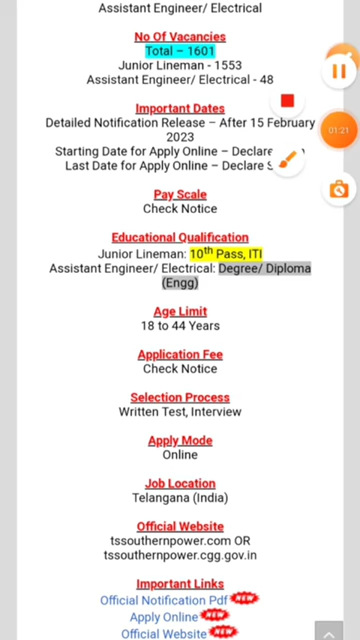 Assistant Engineer/ Electrical
No Of Vacancies
Total – 1601
Junior Lineman - 1553
Assistant Engineer/ Electrical - 48
Important Dates
Detailed Notification Release – After 15 February
2023
Starting Date for Apply Online – Declare
Last Date for Apply Online – Declare S
Pay Scale
Check Notice
Educational Qualification
Junior Lineman: 10th Pass, ITI
Assistant Engineer/ Electrical: Degree/ Diploma
(Engg)
Age Limit
18 to 44 Years
Application Fee
Check Notice
Selection Process
Written Test, Interview
Apply Mode
Online
Job Location
Telangana (India)
Official Website
tssouthernpower.com OR
tssouthernpower.cgg.gov.in
Important Links
Official Notification Pdf NEW
Apply Online NEW
Official Website NEW
01:21